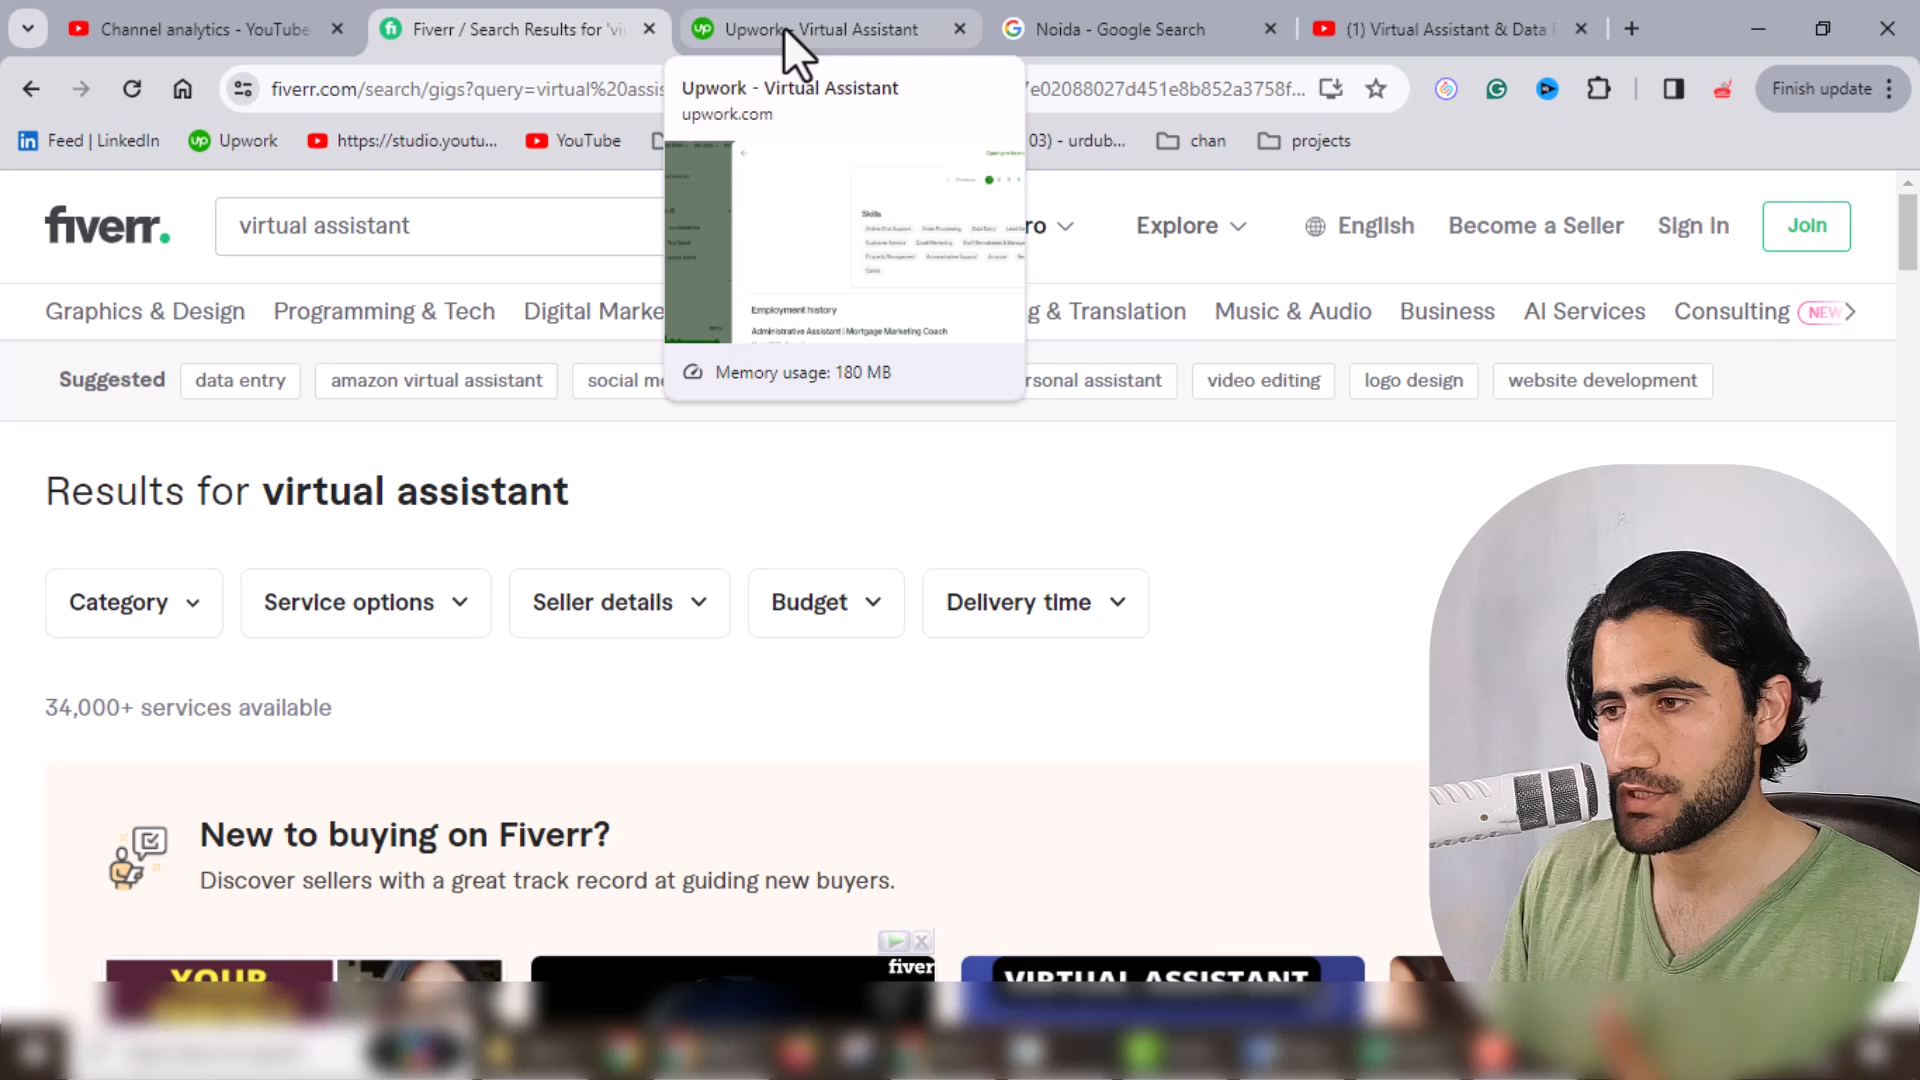 Channel analytics - YouTube
Fiverr / Search Results for 'vi
Upwork - Virtual Assistant
Noida - Google Search
(1) Virtual Assistant & Data
fiverr.com/search/gigs?query=virtual%20assis
7e02088027d451e8b852a3758f...
Finish update
Feed | LinkedIn
Upwork
https://studio.youtu...
YouTube
03) - urdub...
chan
projects
Upwork - Virtual Assistant
upwork.com
Skills
Employment history
Administrative Assistant | Mortgage Marketing Coach
Memory usage: 180 MB
fiverr.
virtual assistant
ro
Explore
English
Become a Seller
Sign In
Join
Graphics & Design
Programming & Tech
Digital Marke
g & Translation
Music & Audio
Business
AI Services
Consulting
NEW
Suggested
data entry
amazon virtual assistant
social me
rsonal assistant
video editing
logo design
website development
Results for virtual assistant
Category
Service options
Seller details
Budget
Delivery time
34,000+ services available
New to buying on Fiverr?
Discover sellers with a great track record at guiding new buyers.
YOUR
fiver
VIRTUAL ASSISTANT